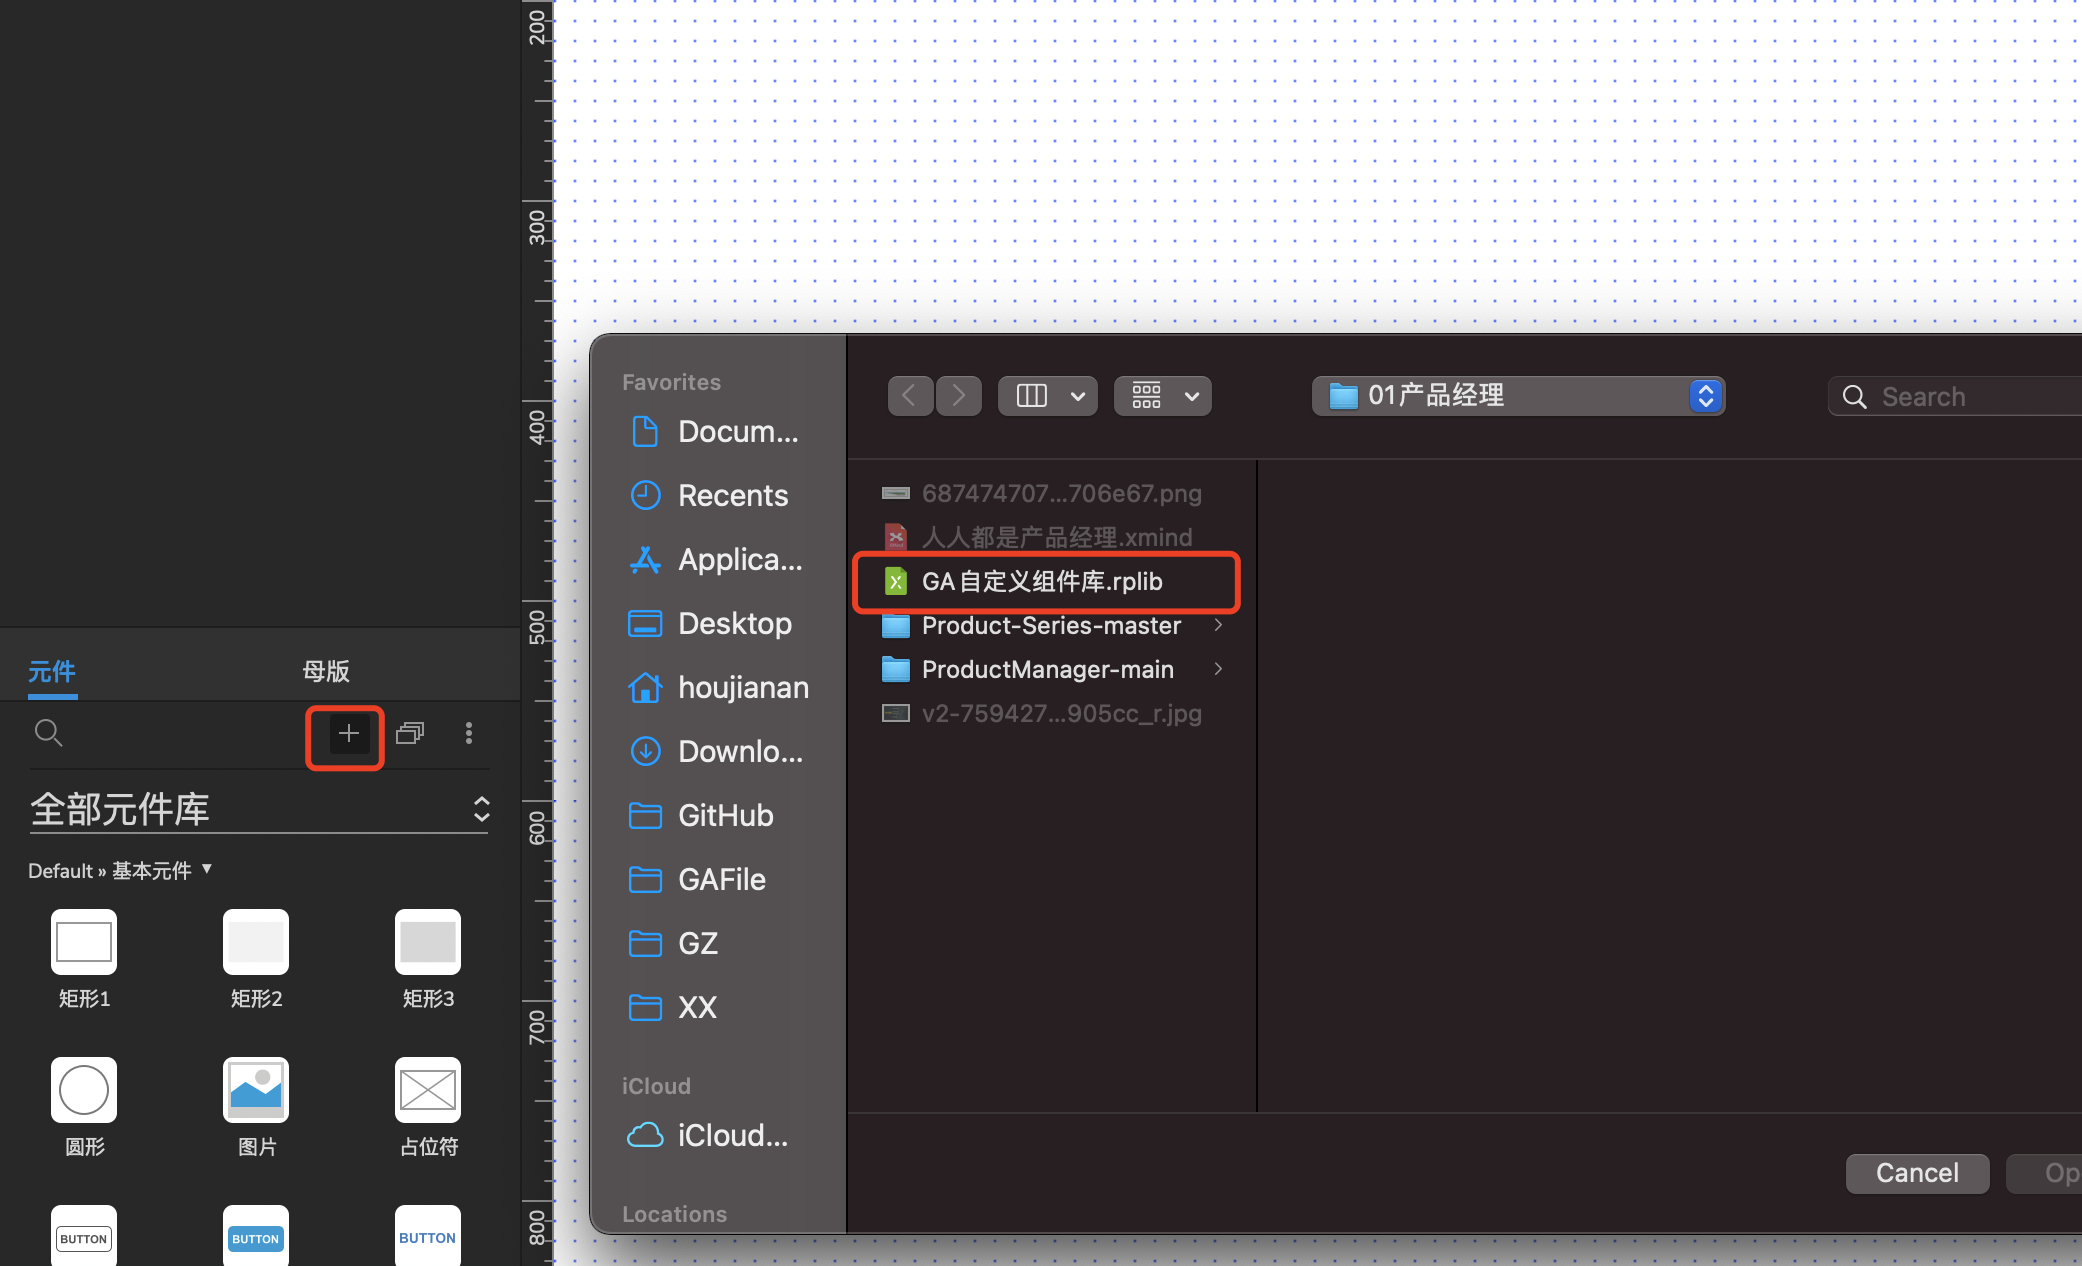 200
300
400
500
600
700
800
元件
母版
全部元件库
Default » 基本元件 ▼
矩形1
矩形2
矩形3
圆形
图片
占位符
BUTTON
BUTTON
BUTTON
Favorites
Docum...
Recents
Applica...
Desktop
houjianan
Downlo...
GitHub
GAFile
GZ
XX
iCloud
iCloud...
Locations
01产品经理
Search
687474707...706e67.png
人人都是产品经理.xmind
GA自定义组件库.rplib
Product-Series-master
ProductManager-main
v2-759427...905cc_r.jpg
Cancel
Op